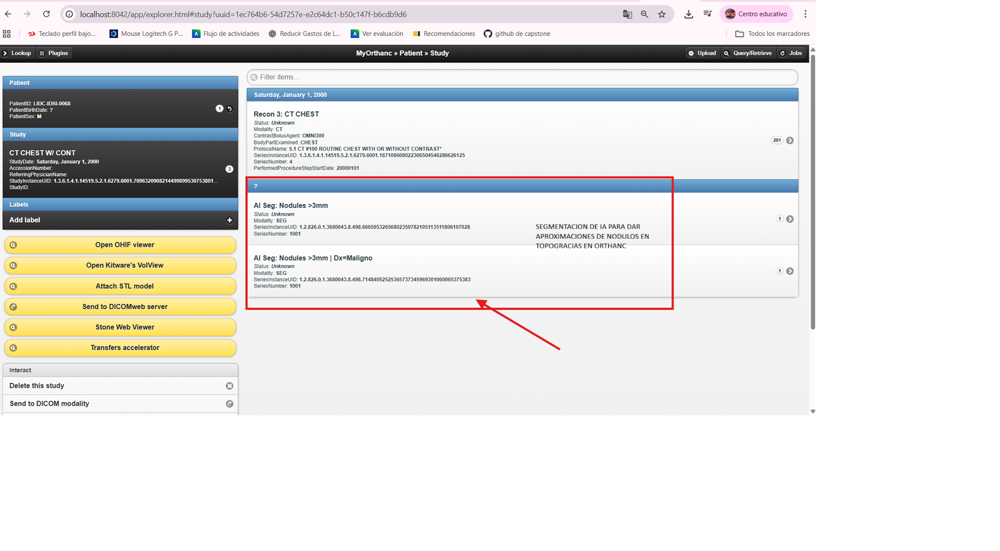 localhost:8042/app/explorer.html#study?uuid=1ec764b6-54d7257e-e2c64dc1-b50c147f-b6cdb9d6
Centro educativo
Teclado perfil bajo...
Mouse Logitech G P...
Flujo de actividades
Reducir Gastos de L...
Ver evaluación
Recomendaciones
github de capstone
Todos los marcadores
Lookup
Plugins
MyOrthanc » Patient » Study
Upload
Query/Retrieve
Jobs
Patient
PatientID: LIDC-IDRI-0068
PatientBirthDate: ?
PatientSex: M
1
Study
CT CHEST W/ CONT
StudyDate: Saturday, January 1, 2000
AccessionNumber:
ReferringPhysicianName:
StudyInstanceUID: 1.3.6.1.4.1.14519.5.2.1.6279.6001.7096320908214499899530753801...
StudyID:
3
Labels
Add label
Open OHIF viewer
Open Kitware's VolView
Attach STL model
Send to DICOMweb server
Stone Web Viewer
Transfers accelerator
Interact
Delete this study
Send to DICOM modality
Filter items...
Saturday, January 1, 2000
Recon 3: CT CHEST
Status: Unknown
Modality: CT
ContrastBolusAgent: OMNI300
BodyPartExamined: CHEST
ProtocolName: 5.1 CT #100 ROUTINE CHEST WITH OR WITHOUT CONTRAST*
SeriesInstanceUID: 1.3.6.1.4.1.14519.5.2.1.6279.6001.187108608022306504546286626125
SeriesNumber: 4
PerformedProcedureStepStartDate: 20000101
261
?
AI Seg: Nodules >3mm
Status: Unknown
Modality: SEG
SeriesInstanceUID: 1.2.826.0.1.3680043.8.498.66659532656802359782105113511806107028
SeriesNumber: 1001
1
SEGMENTACION DE IA PARA DAR
APROXIMACIONES DE NODULOS EN
TOPOGRACIAS EN ORTHANC
AI Seg: Nodules >3mm | Dx=Maligno
Status: Unknown
Modality: SEG
SeriesInstanceUID: 1.2.826.0.1.3680043.8.498.71484052525365737345969301060065375383
SeriesNumber: 1001
1